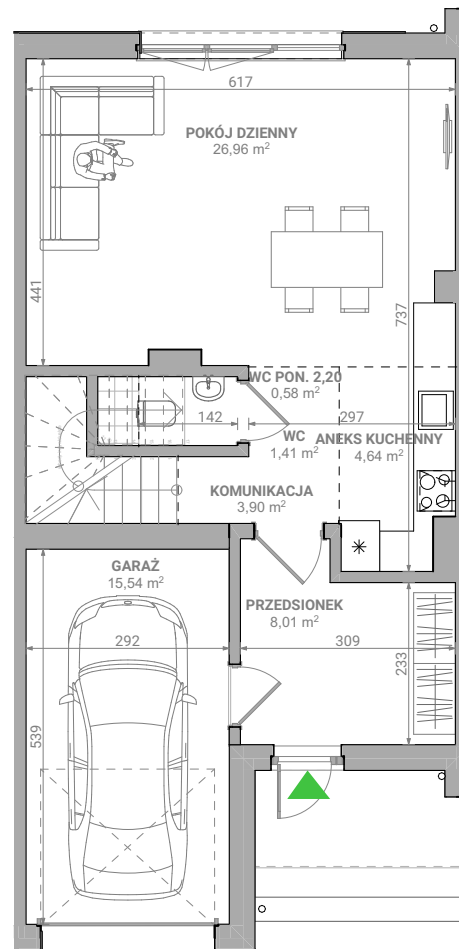 617
POKÓJ DZIENNY
26,96 m²
441
737
WC PON. 2,20
0,58 m²
142
297
WC
1,41 m²
ANEKS KUCHENNY
4,64 m²
KOMUNIKACJA
3,90 m²
GARAŻ
15,54 m²
PRZEDSIONEK
8,01 m²
292
309
233
539